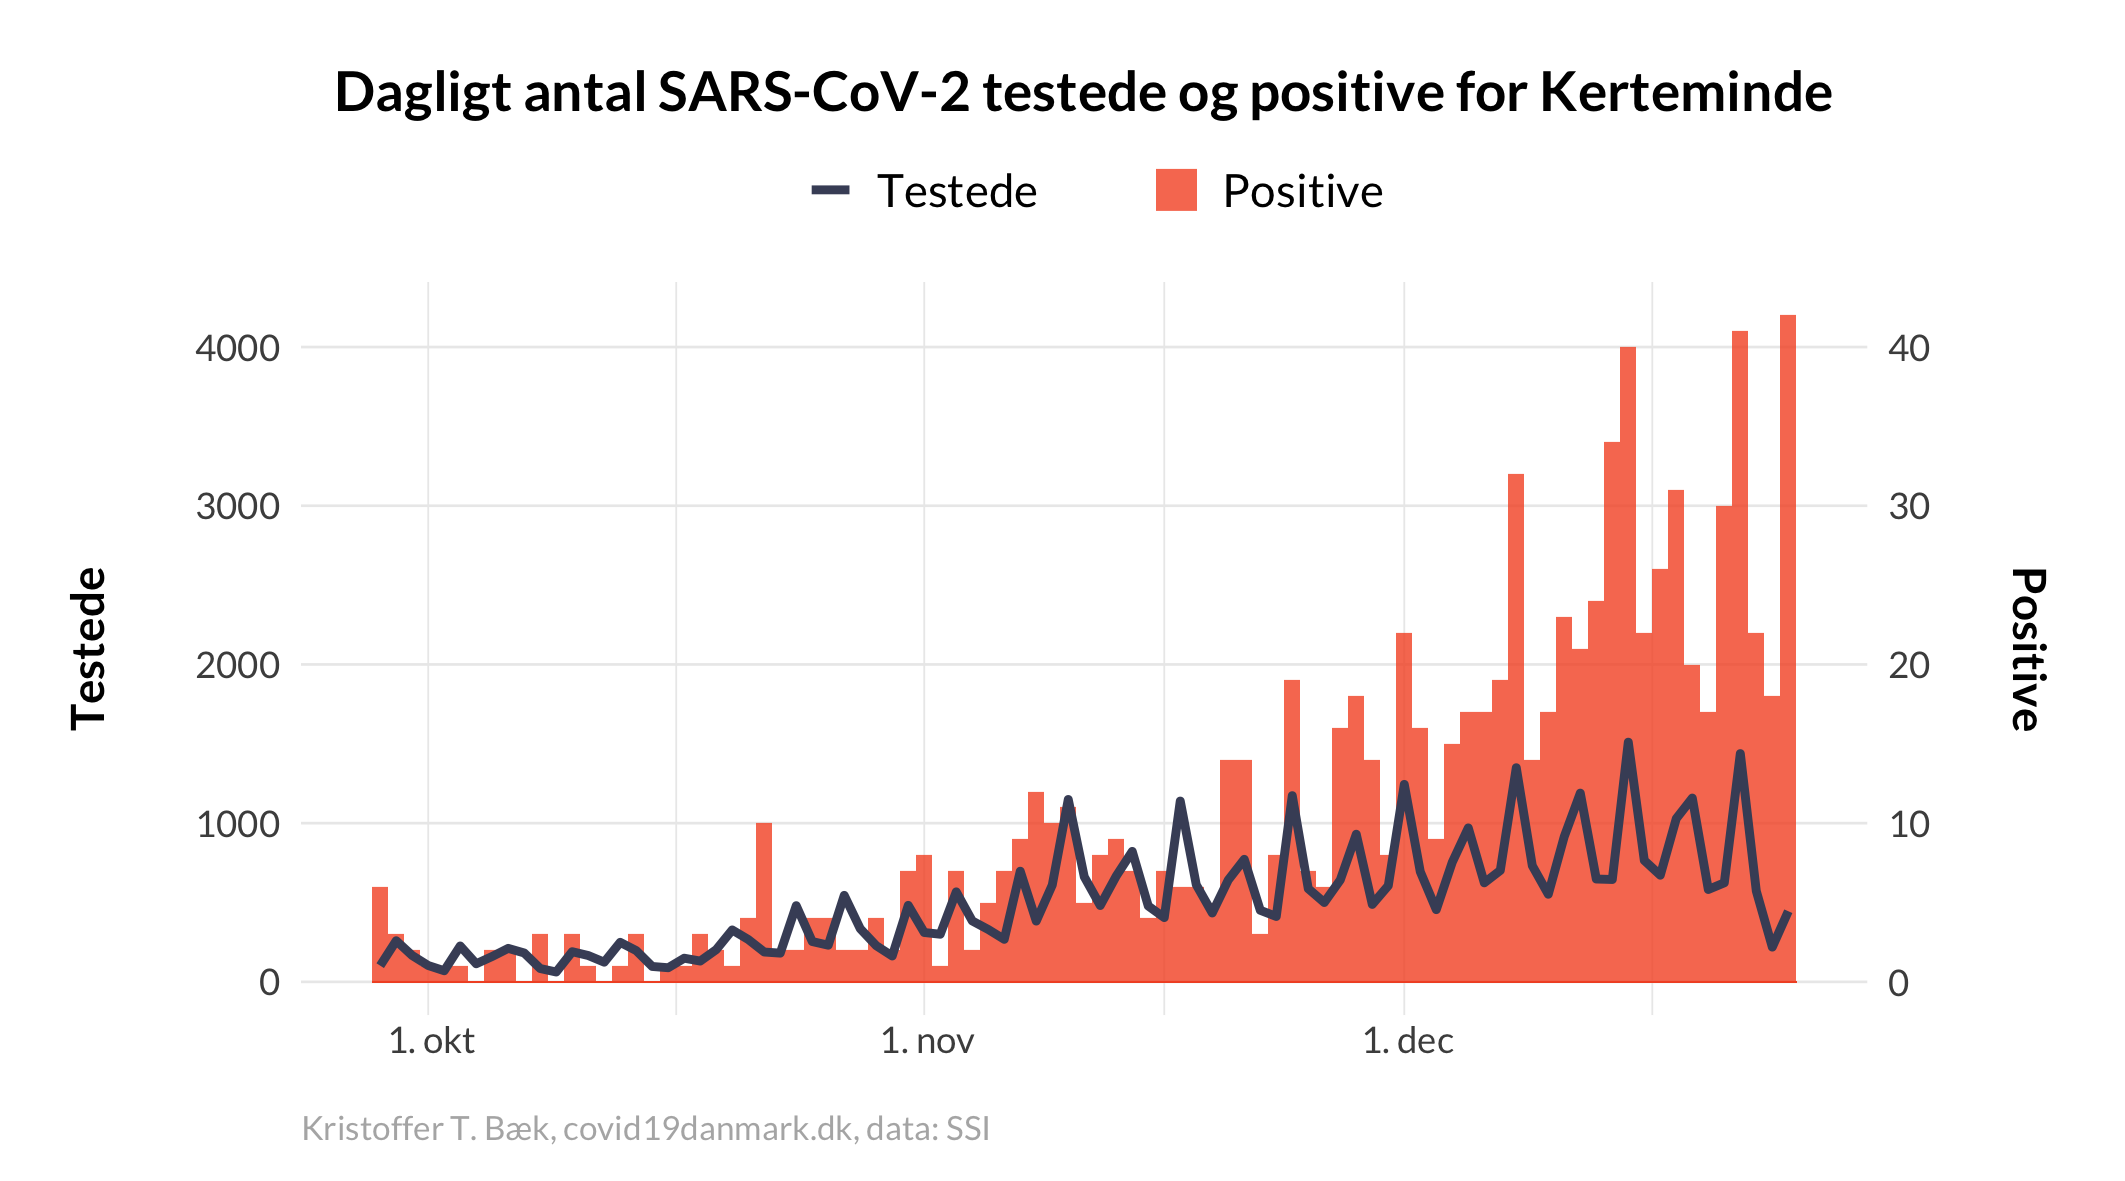 Dagligt antal SARS-CoV-2 testede og positive for Kerteminde
Testede
Positive
4000
3000
2000
1000
0
Testede
40
30
20
10
0
Positive
1. okt
1. nov
1. dec
Kristoffer T. Bæk, covid19danmark.dk, data: SSI